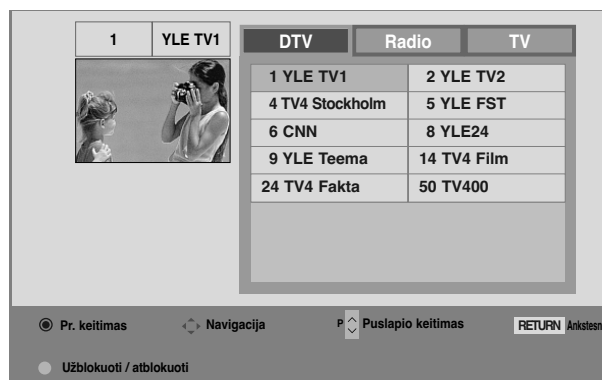 1 YLE TV1
DTV Radio TV
1 YLE TV1 2 YLE TV2
4 TV4 Stockholm 5 YLE FST
6 CNN 8 YLE24
9 YLE Teema 14 TV4 Film
24 TV4 Fakta 50 TV400
Pr. keitimas Navigacija P Puslapio keitimas RETURN Ankstesn
Užblokuoti / atblokuoti